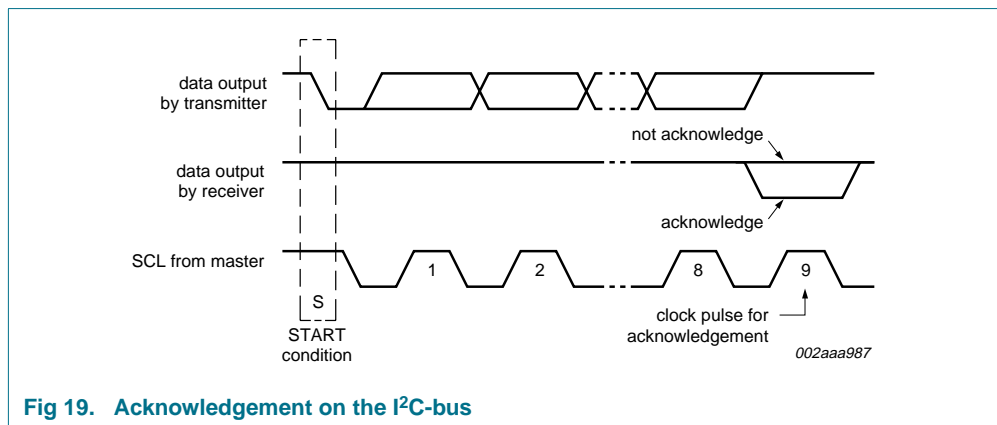 data output
by transmitter
not acknowledge
data output
by receiver
acknowledge
SCL from master
1
2
8
9
S
START
condition
clock pulse for
acknowledgement
002aaa987
Fig 19. Acknowledgement on the I²C-bus